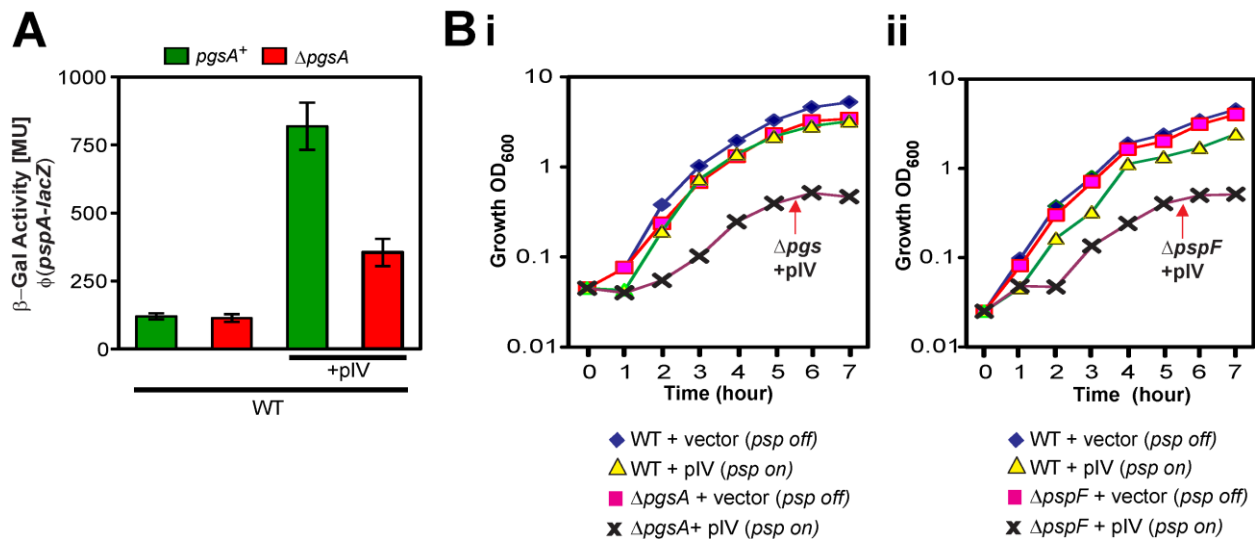 A
pgsA+ ΔpgsA
β–Gal Activity [MU]
ϕ(pspA-lacZ)
1000
750
500
250
0
+pIV
WT
B i
Growth OD600
10
1
0.1
0.01
Δpgs
+pIV
0 1 2 3 4 5 6 7
Time (hour)
WT + vector (psp off)
WT + pIV (psp on)
ΔpgsA + vector (psp off)
ΔpgsA+ pIV (psp on)
ii
Growth OD600
10
1
0.1
0.01
ΔpspF
+pIV
0 1 2 3 4 5 6 7
Time (hour)
WT + vector (psp off)
WT + pIV (psp on)
ΔpspF + vector (psp off)
ΔpspF + pIV (psp on)